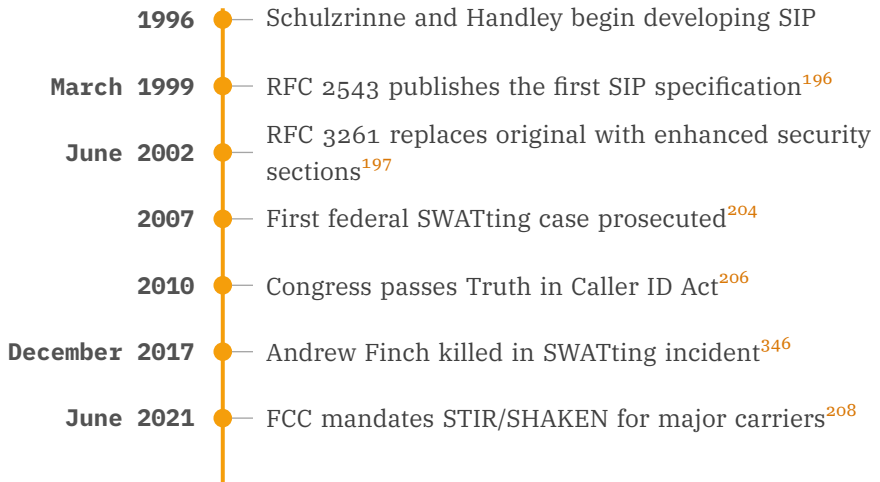 1996 Schulzrinne and Handley begin developing SIP
March 1999 RFC 2543 publishes the first SIP specification196
June 2002 RFC 3261 replaces original with enhanced security
sections197
2007 First federal SWATting case prosecuted204
2010 Congress passes Truth in Caller ID Act206
December 2017 Andrew Finch killed in SWATting incident346
June 2021 FCC mandates STIR/SHAKEN for major carriers208